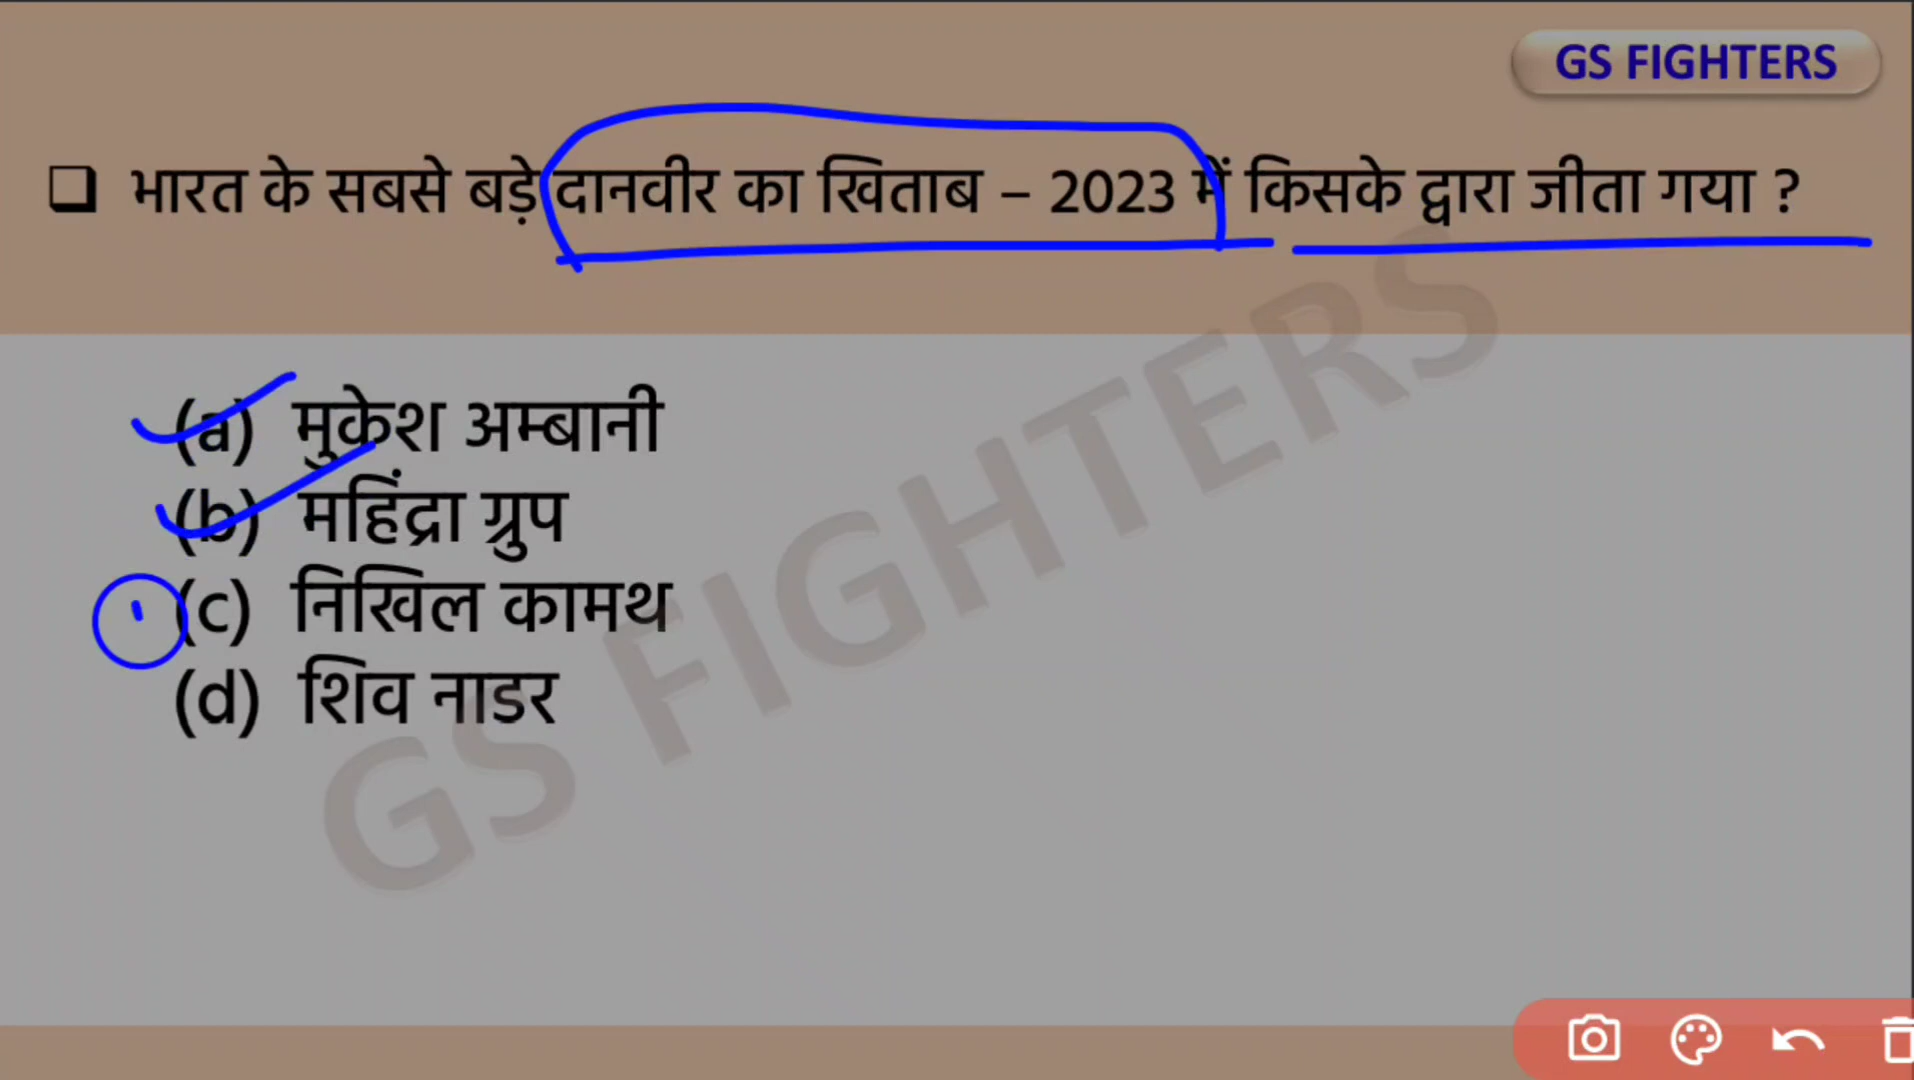 GS FIGHTERS
❑ भारत के सबसे बड़े दानवीर का खिताब – 2023 में किसके द्वारा जीता गया ?
(a) मुकेश अम्बानी
(b) महिंद्रा ग्रुप
(c) निखिल कामथ
(d) शिव नाडर
GS FIGHTERS